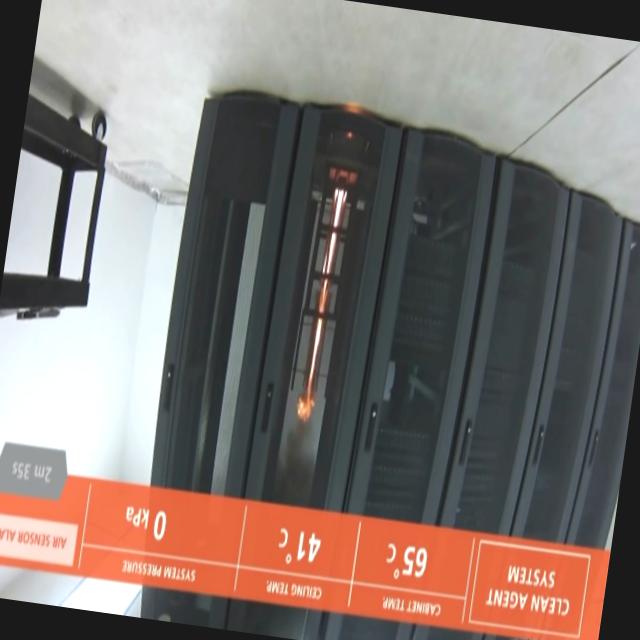 CLEAN AGENT
SYSTEM
CABINET TEMP.
65°C
CEILING TEMP.
41°C
SYSTEM PRESSURE
0 kPa
AIR SENSOR ALA
2m 35s